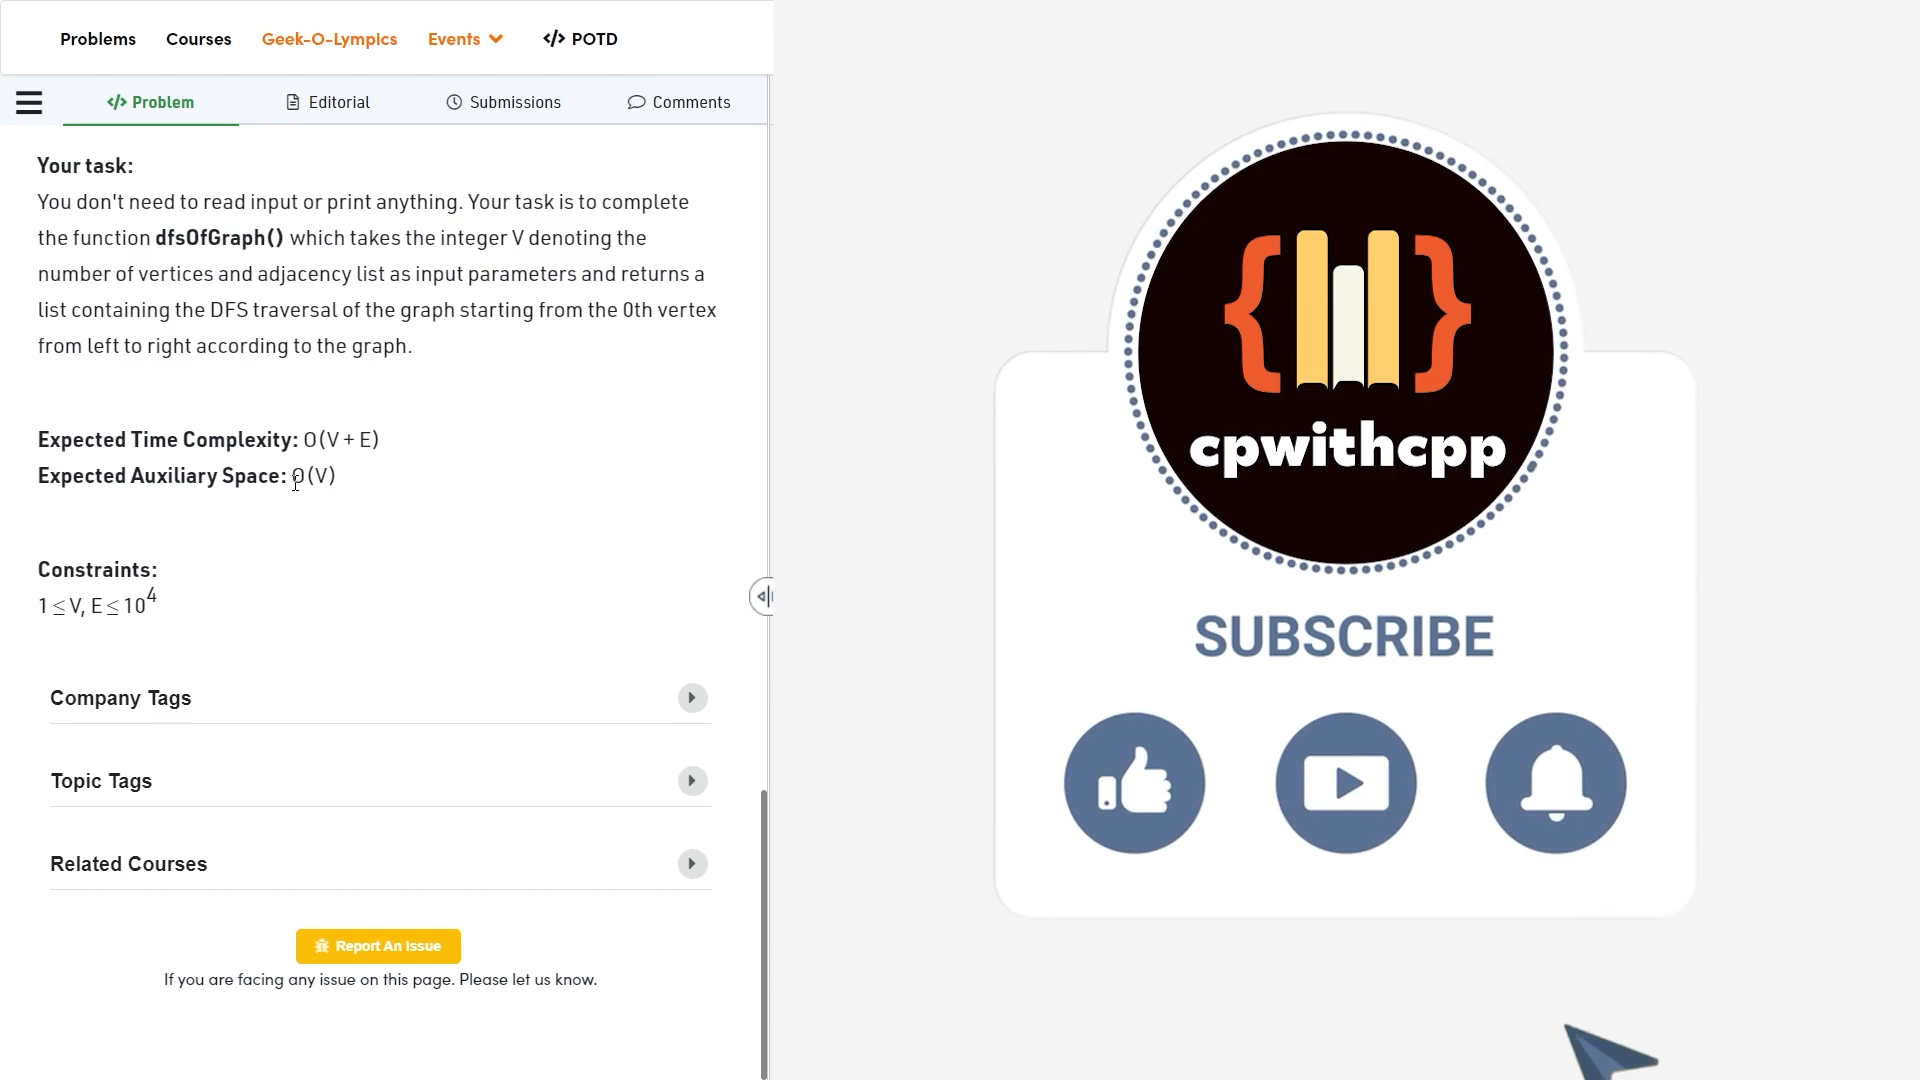 Problems Courses Geek-O-Lympics Events </> POTD
</> Problem Editorial Submissions Comments
Your task:
You don't need to read input or print anything. Your task is to complete
the function dfsOfGraph() which takes the integer V denoting the
number of vertices and adjacency list as input parameters and returns a
list containing the DFS traversal of the graph starting from the 0th vertex
from left to right according to the graph.
Expected Time Complexity: O(V + E)
Expected Auxiliary Space: O(V)
Constraints:
1 ≤ V, E ≤ 10⁴
Company Tags
Topic Tags
Related Courses
Report An Issue
If you are facing any issue on this page. Please let us know.
cpwithcpp
SUBSCRIBE